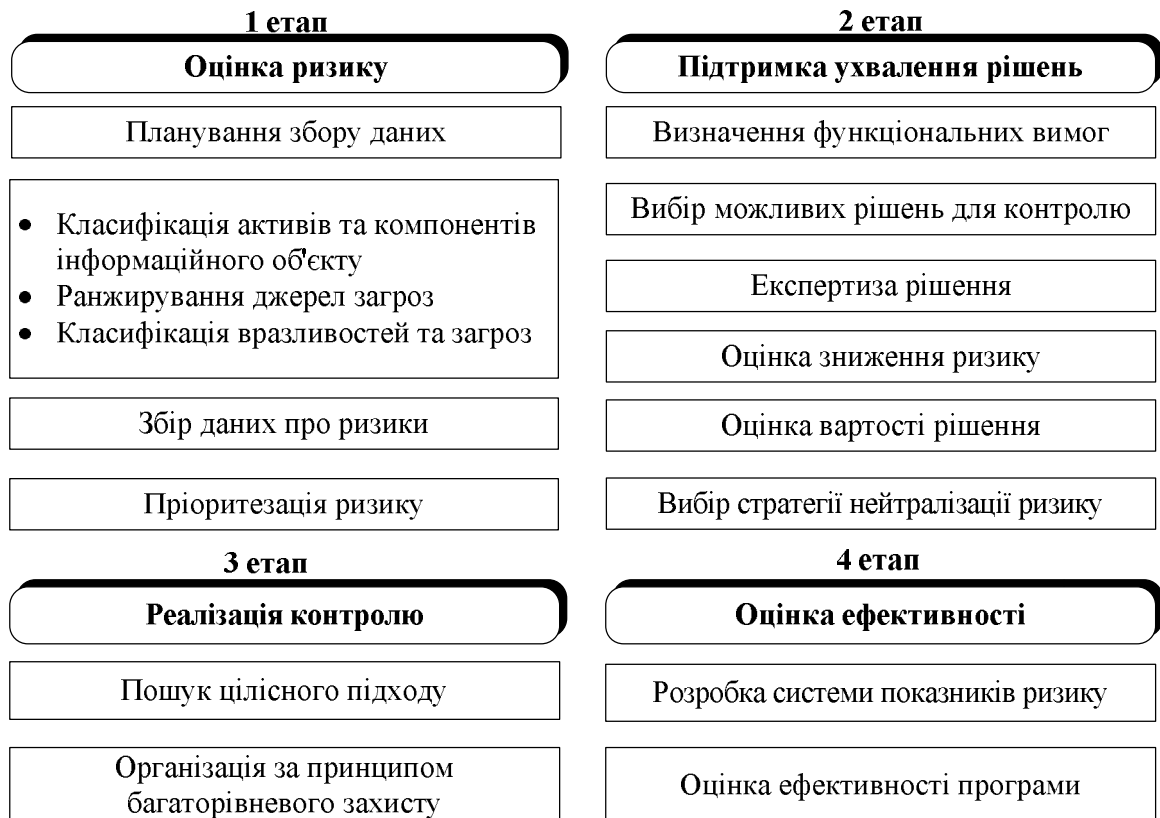 1 етап
Оцінка ризику
Планування збору даних
• Класифікація активів та компонентів
інформаційного об'єкту
• Ранжирування джерел загроз
• Класифікація вразливостей та загроз
Збір даних про ризики
Пріоритезація ризику
2 етап
Підтримка ухвалення рішень
Визначення функціональних вимог
Вибір можливих рішень для контролю
Експертиза рішення
Оцінка зниження ризику
Оцінка вартості рішення
Вибір стратегії нейтралізації ризику
3 етап
Реалізація контролю
Пошук цілісного підходу
Організація за принципом
багаторівневого захисту
4 етап
Оцінка ефективності
Розробка системи показників ризику
Оцінка ефективності програми